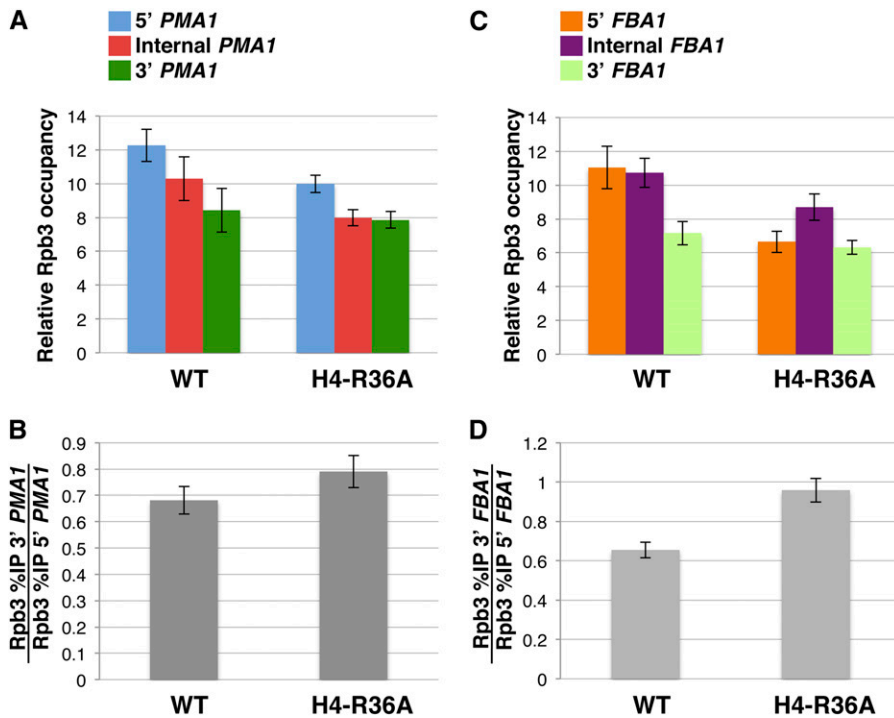 A
5’ PMA1
Internal PMA1
3’ PMA1
Relative Rpb3 occupancy
14
12
10
8
6
4
2
0
WT
H4-R36A
C
5’ FBA1
Internal FBA1
3’ FBA1
Relative Rpb3 occupancy
14
12
10
8
6
4
2
0
WT
H4-R36A
B
Rpb3 %IP 3’ PMA1
Rpb3 %IP 5’ PMA1
0.9
0.8
0.7
0.6
0.5
0.4
0.3
0.2
0.1
0
WT
H4-R36A
D
Rpb3 %IP 3’ FBA1
Rpb3 %IP 5’ FBA1
1.2
1
0.8
0.6
0.4
0.2
0
WT
H4-R36A